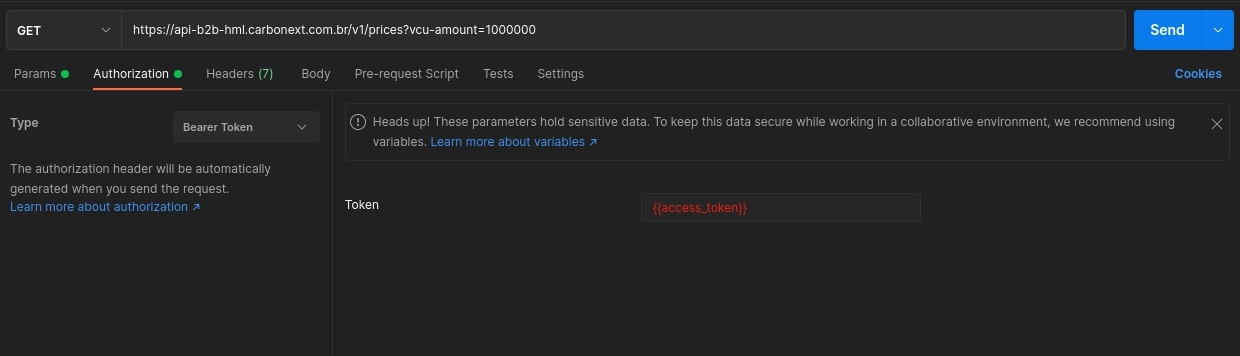 GET https://api-b2b-hml.carbonext.com.br/v1/prices?vcu-amount=1000000 Send
Params Authorization Headers (7) Body Pre-request Script Tests Settings Cookies
Type Bearer Token
The authorization header will be automatically
generated when you send the request.
Learn more about authorization ↗
Heads up! These parameters hold sensitive data. To keep this data secure while working in a collaborative environment, we recommend using
variables. Learn more about variables ↗
Token {{access_token}}